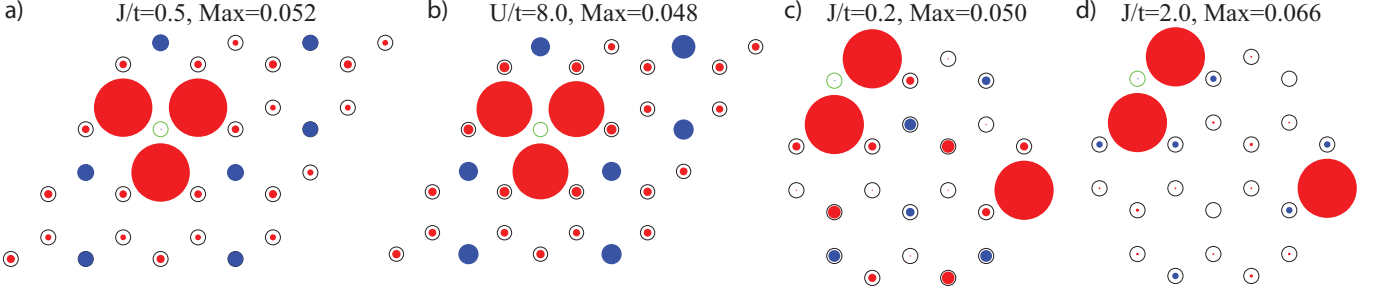 a) J/t=0.5, Max=0.052
b) U/t=8.0, Max=0.048
c) J/t=0.2, Max=0.050
d) J/t=2.0, Max=0.066